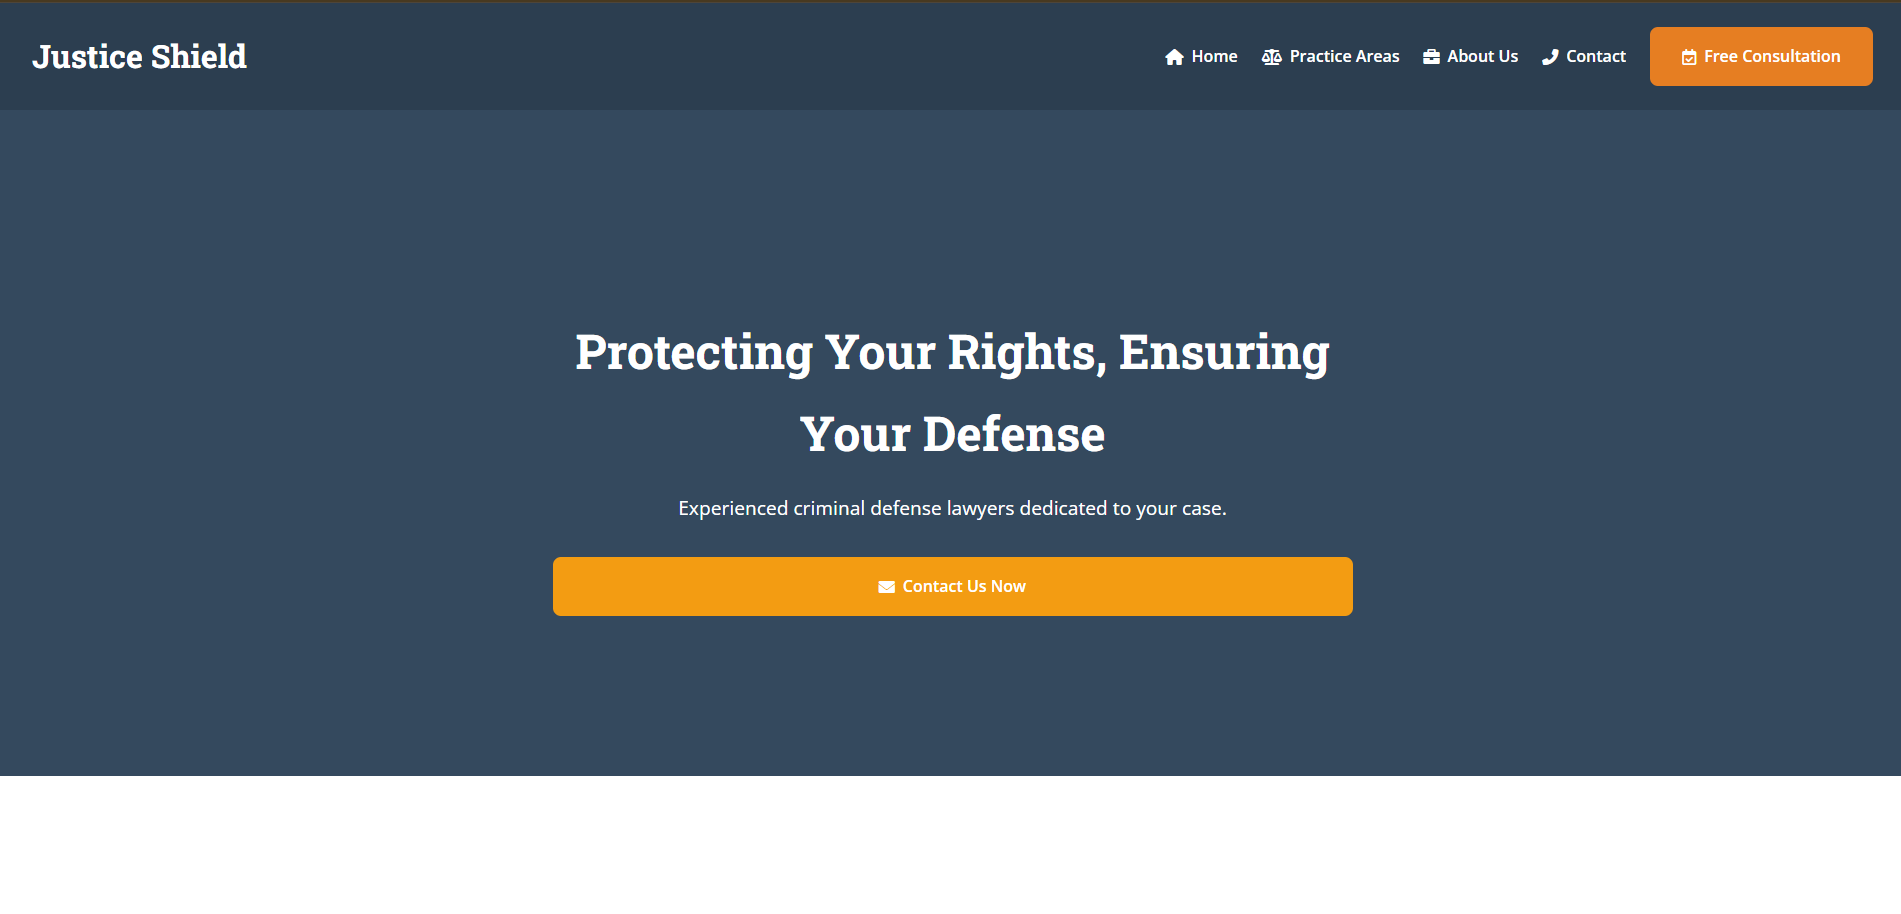 Justice Shield
Home
Practice Areas
About Us
Contact
Free Consultation
Protecting Your Rights, Ensuring
Your Defense
Experienced criminal defense lawyers dedicated to your case.
Contact Us Now